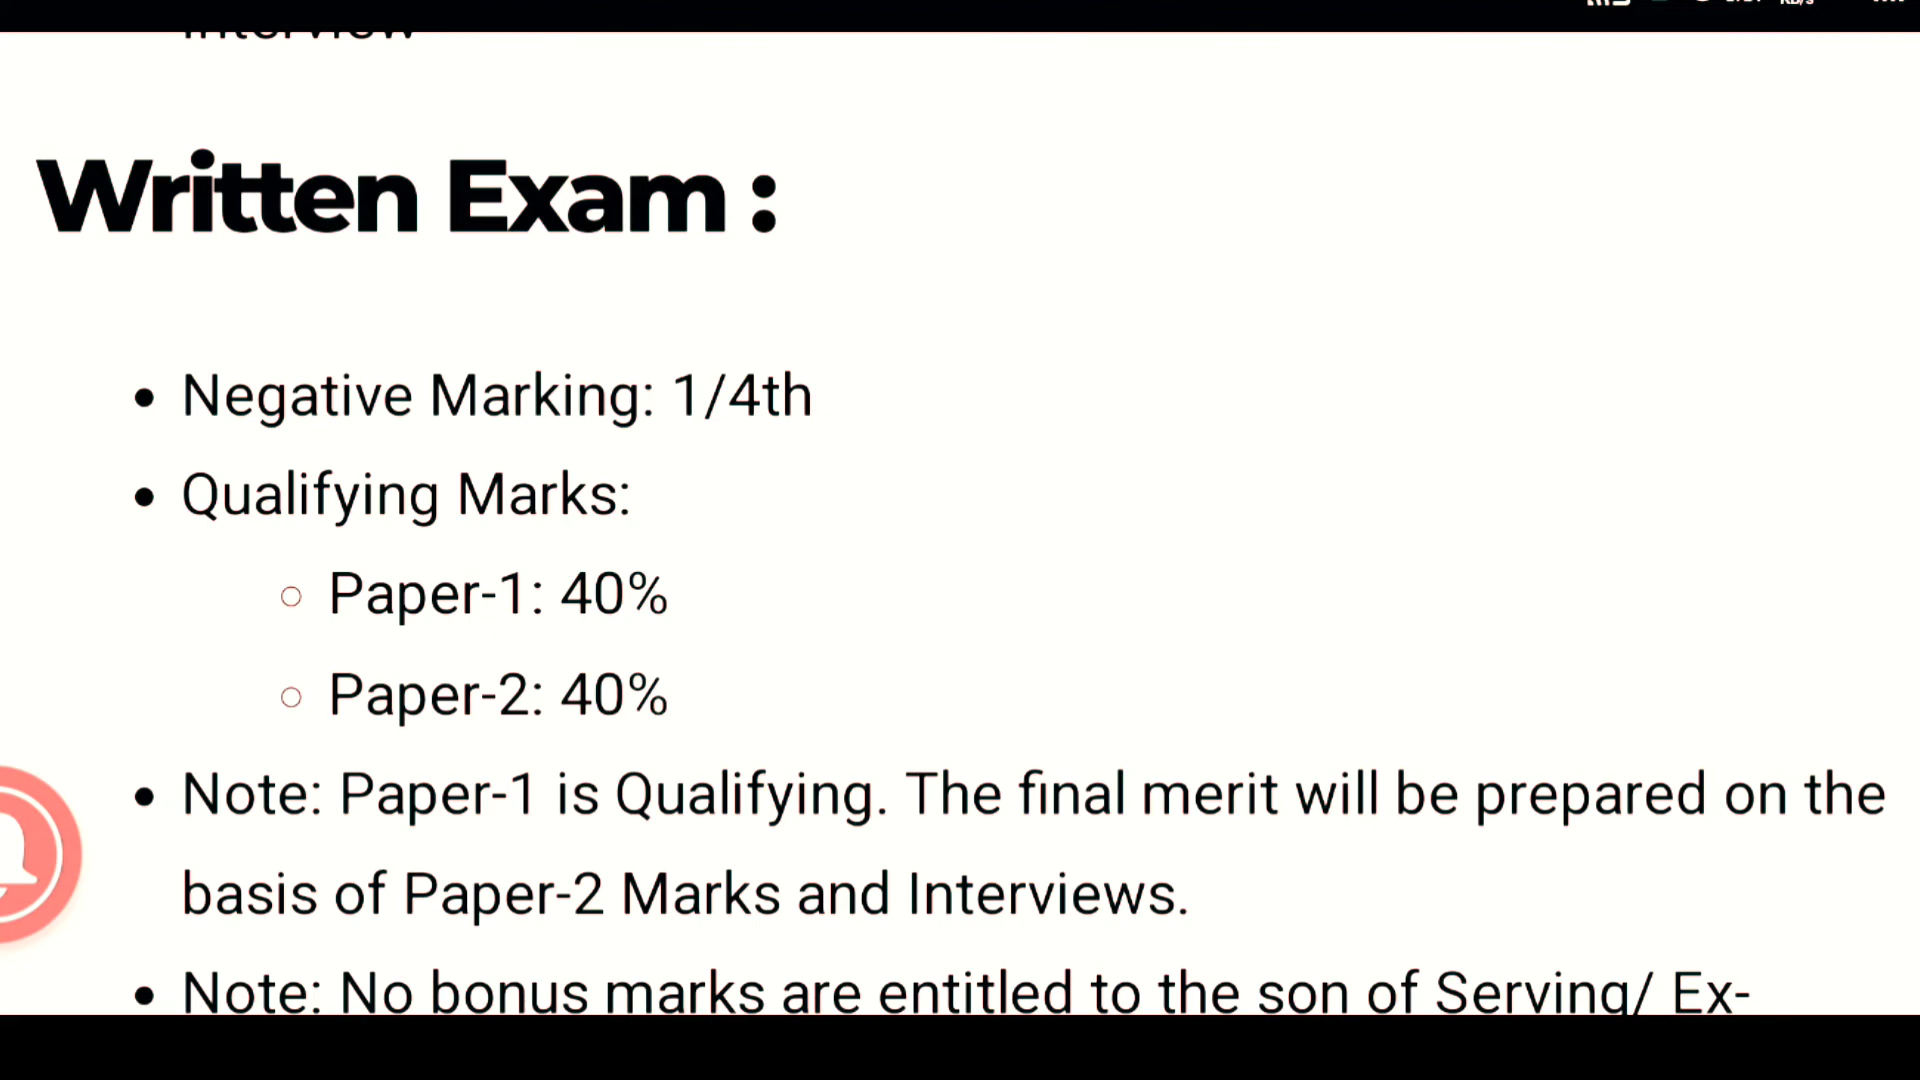 Interview
Written Exam :
• Negative Marking: 1/4th
• Qualifying Marks:
○ Paper-1: 40%
○ Paper-2: 40%
• Note: Paper-1 is Qualifying. The final merit will be prepared on the
basis of Paper-2 Marks and Interviews.
• Note: No bonus marks are entitled to the son of Serving/ Ex-